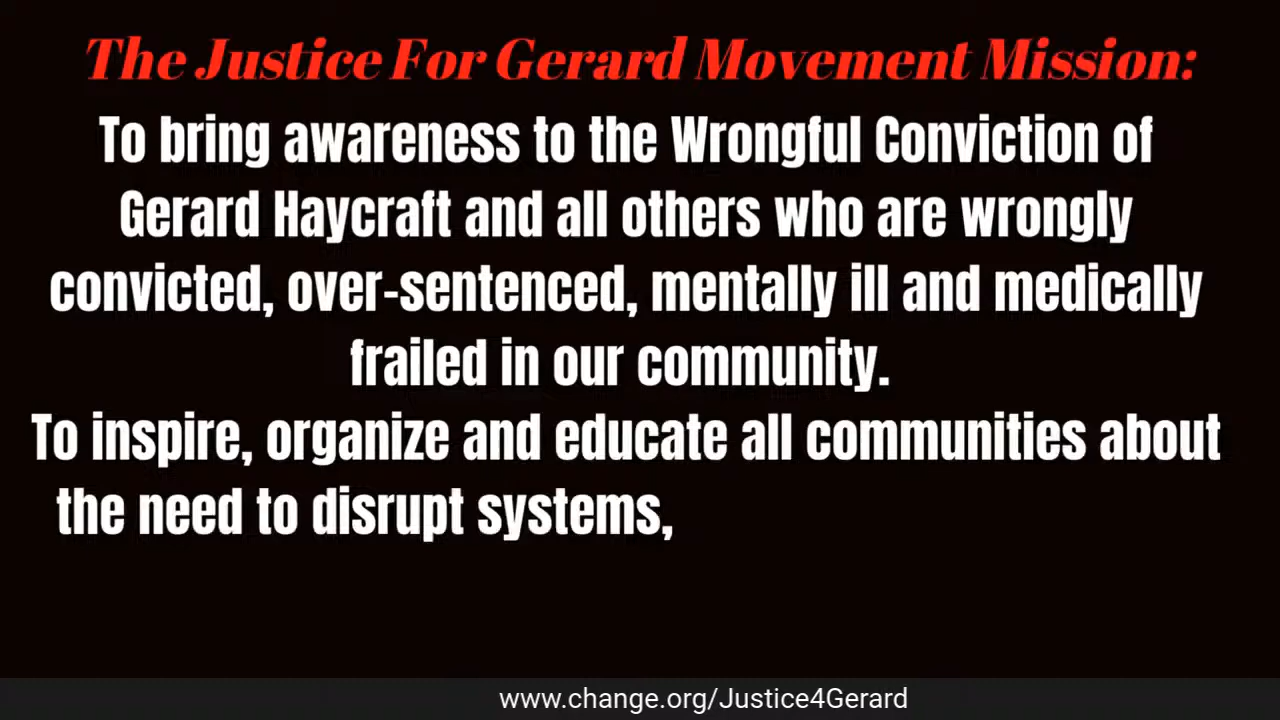 The Justice For Gerard Movement Mission:
To bring awareness to the Wrongful Conviction of
Gerard Haycraft and all others who are wrongly
convicted, over-sentenced, mentally ill and medically
frailed in our community.
To inspire, organize and educate all communities about
the need to disrupt systems,
www.change.org/Justice4Gerard